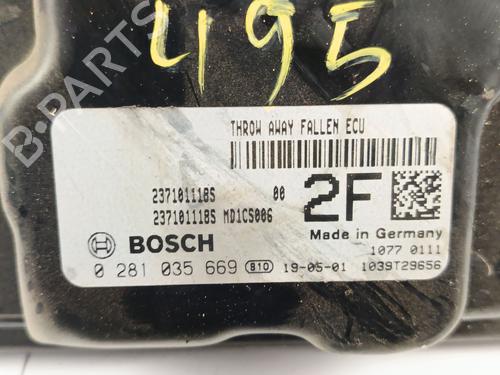 495
THROW AWAY FALLEN ECU
237101118S 00
237101118S MD1CS006
2F
Made in Germany
BOSCH
1077 0111
0 281 035 669 B10 19-05-01 1039T29656
B-Parts